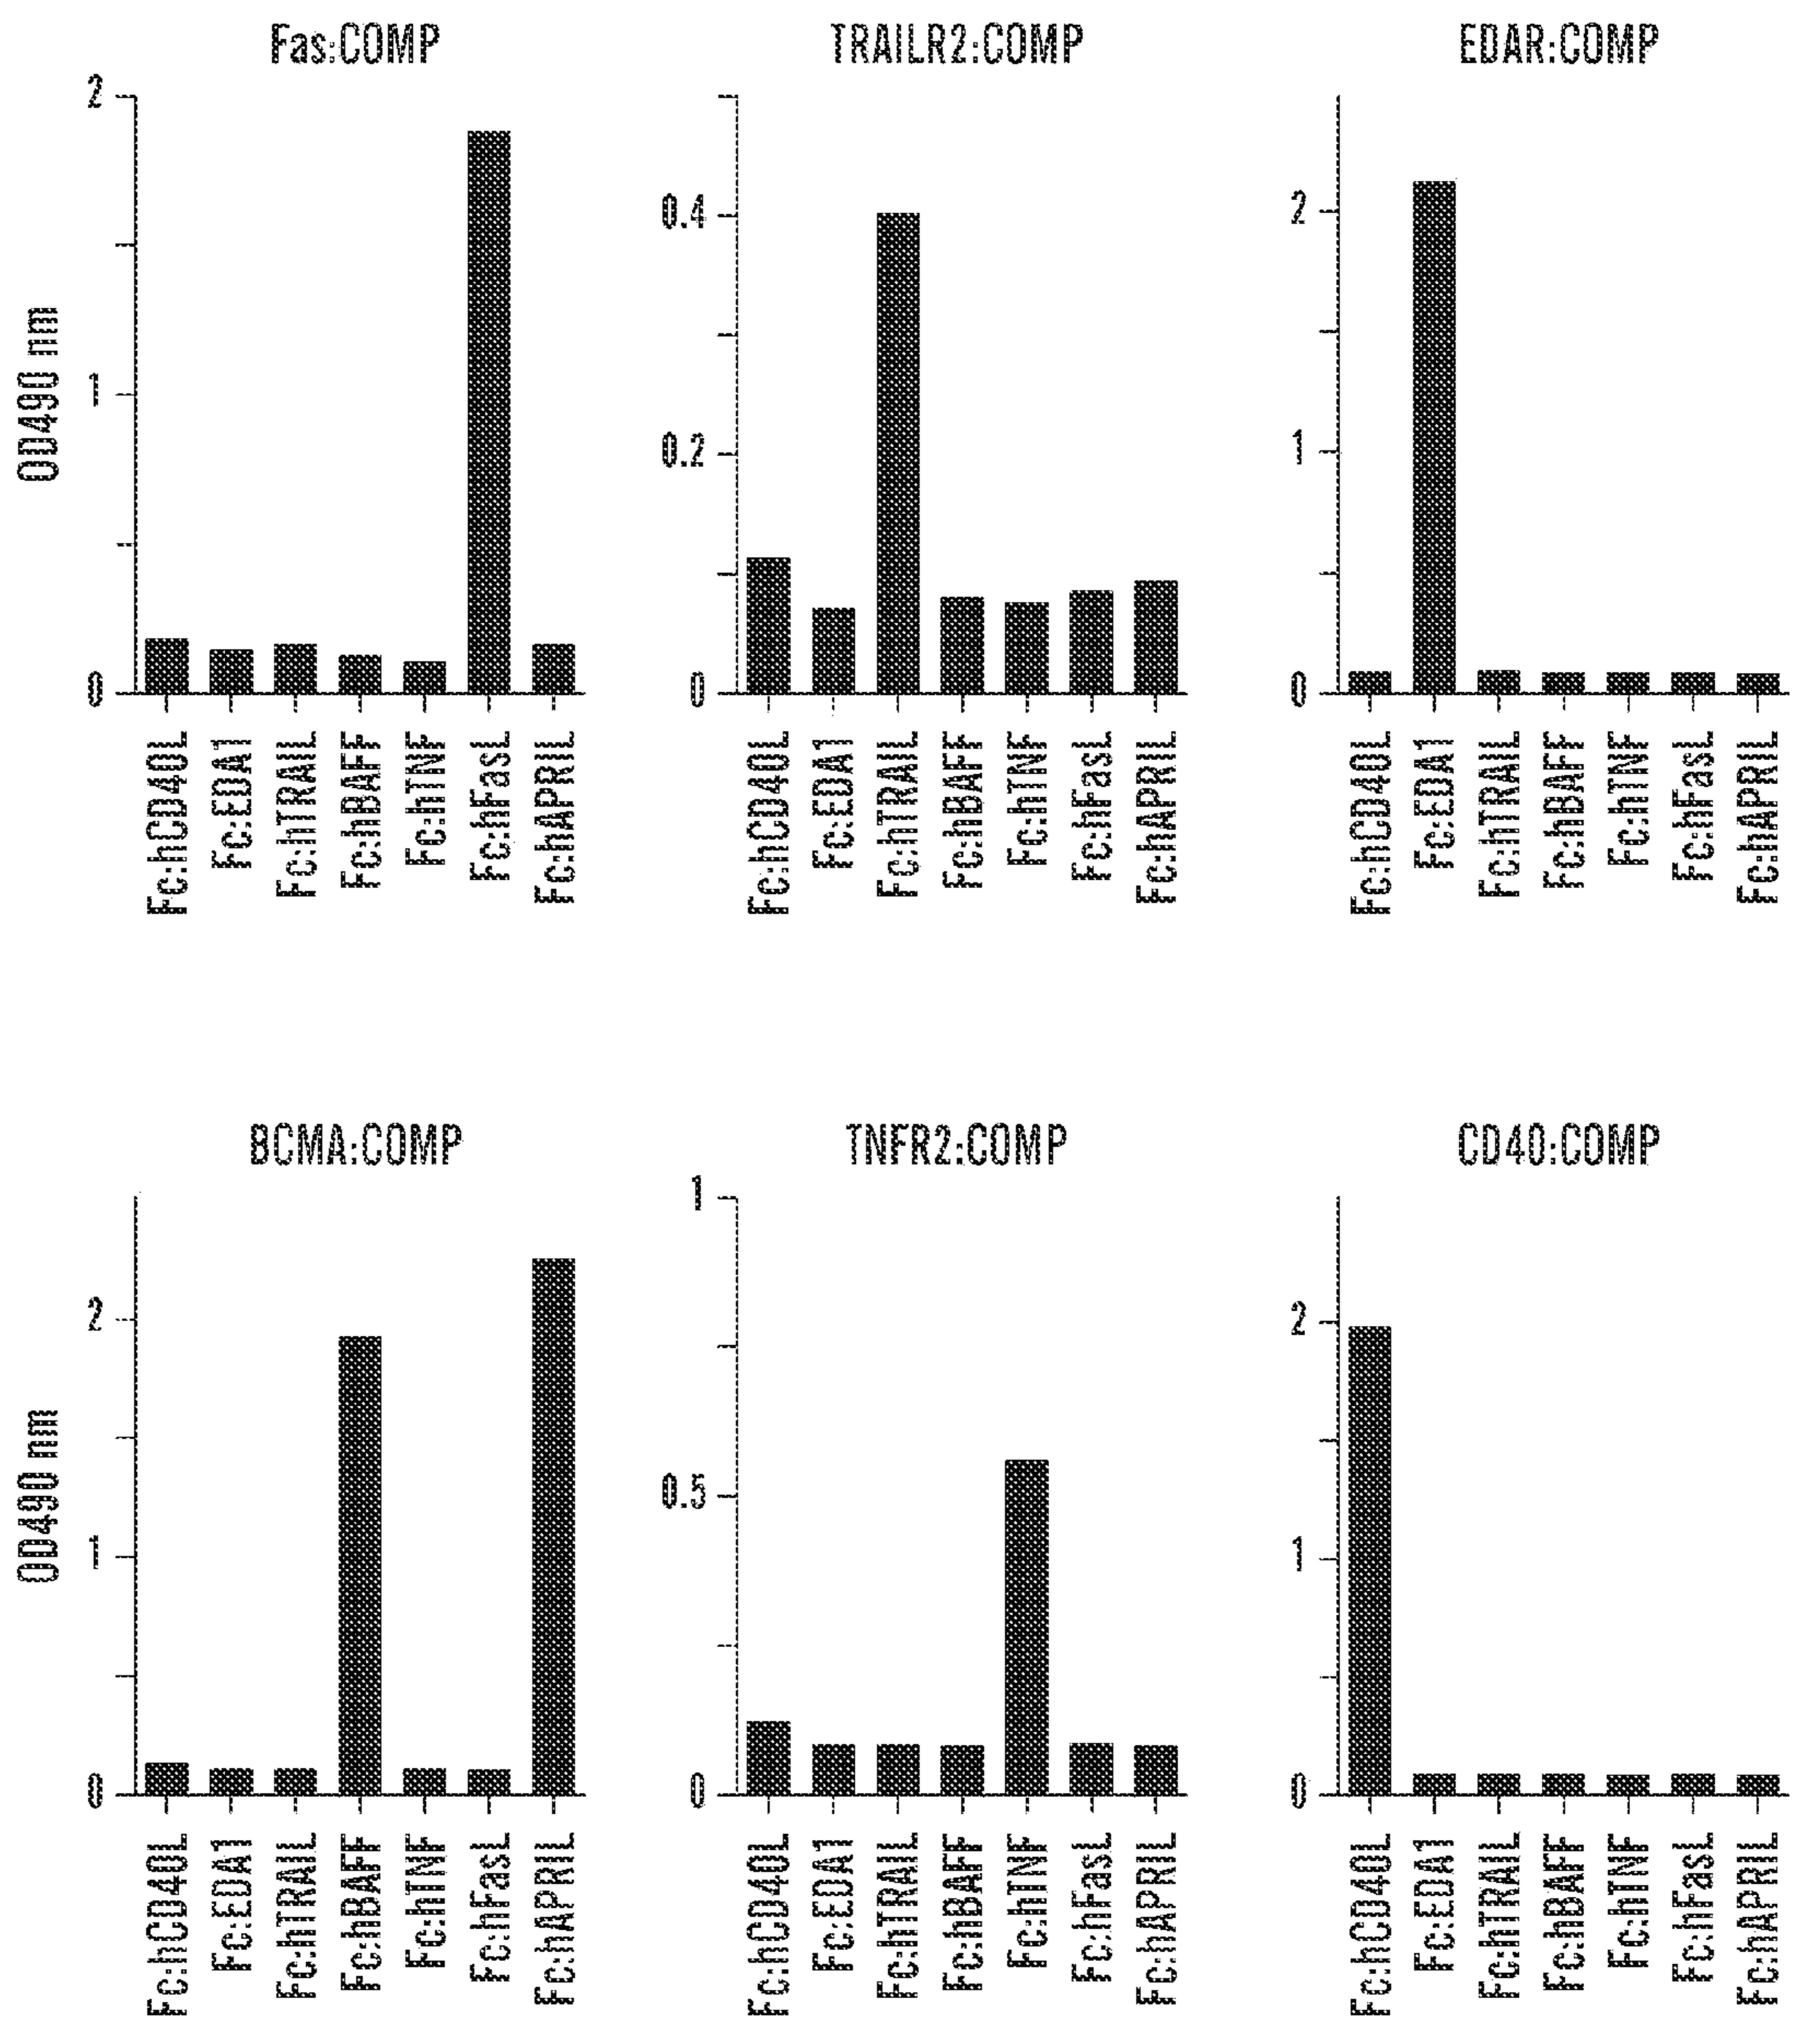 Fas:COMP
TRAILR2:COMP
EDAR:COMP
OD490 nm
2
1
0
0.4
0.2
0
2
1
0
Fc:hCD40L
Fc:EDA1
Fc:hTRAIL
Fc:hBAFF
Fc:hTNF
Fc:hFasL
Fc:hAPRIL
Fc:hCD40L
Fc:EDA1
Fc:hTRAIL
Fc:hBAFF
Fc:hTNF
Fc:hFasL
Fc:hAPRIL
Fc:hCD40L
Fc:EDA1
Fc:hTRAIL
Fc:hBAFF
Fc:hTNF
Fc:hFasL
Fc:hAPRIL
BCMA:COMP
TNFR2:COMP
CD40:COMP
OD490 nm
2
1
0
1
0.5
0
2
1
0
Fc:hCD40L
Fc:EDA1
Fc:hTRAIL
Fc:hBAFF
Fc:hTNF
Fc:hFasL
Fc:hAPRIL
Fc:hCD40L
Fc:EDA1
Fc:hTRAIL
Fc:hBAFF
Fc:hTNF
Fc:hFasL
Fc:hAPRIL
Fc:hCD40L
Fc:EDA1
Fc:hTRAIL
Fc:hBAFF
Fc:hTNF
Fc:hFasL
Fc:hAPRIL